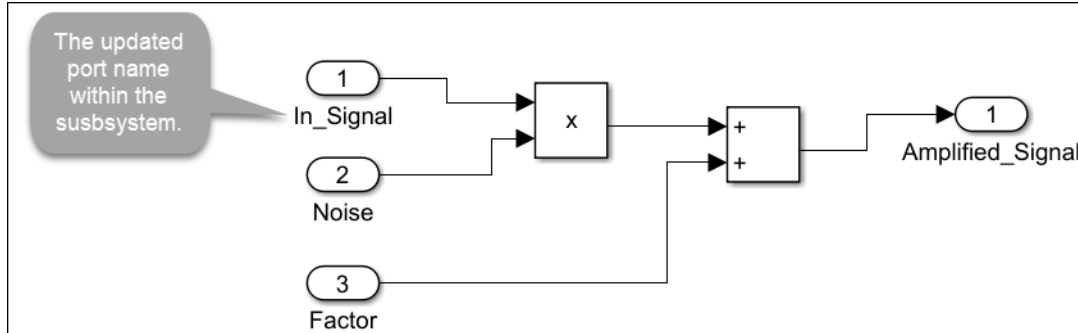 The updated
port name
within the
susbsystem.
1
In_Signal
2
Noise
3
Factor
x
+
+
1
Amplified_Signal